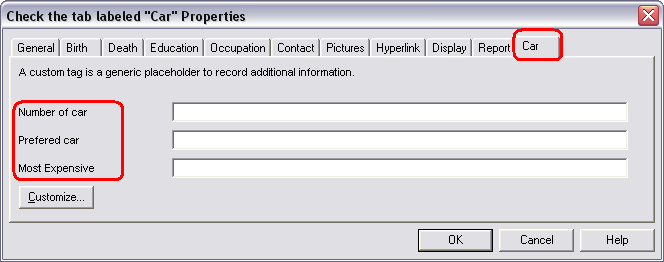 Check the tab labeled "Car" Properties
General Birth Death Education Occupation Contact Pictures Hyperlink Display Report Car
A custom tag is a generic placeholder to record additional information.
Number of car
Prefered car
Most Expensive
Customize...
OK Cancel Help